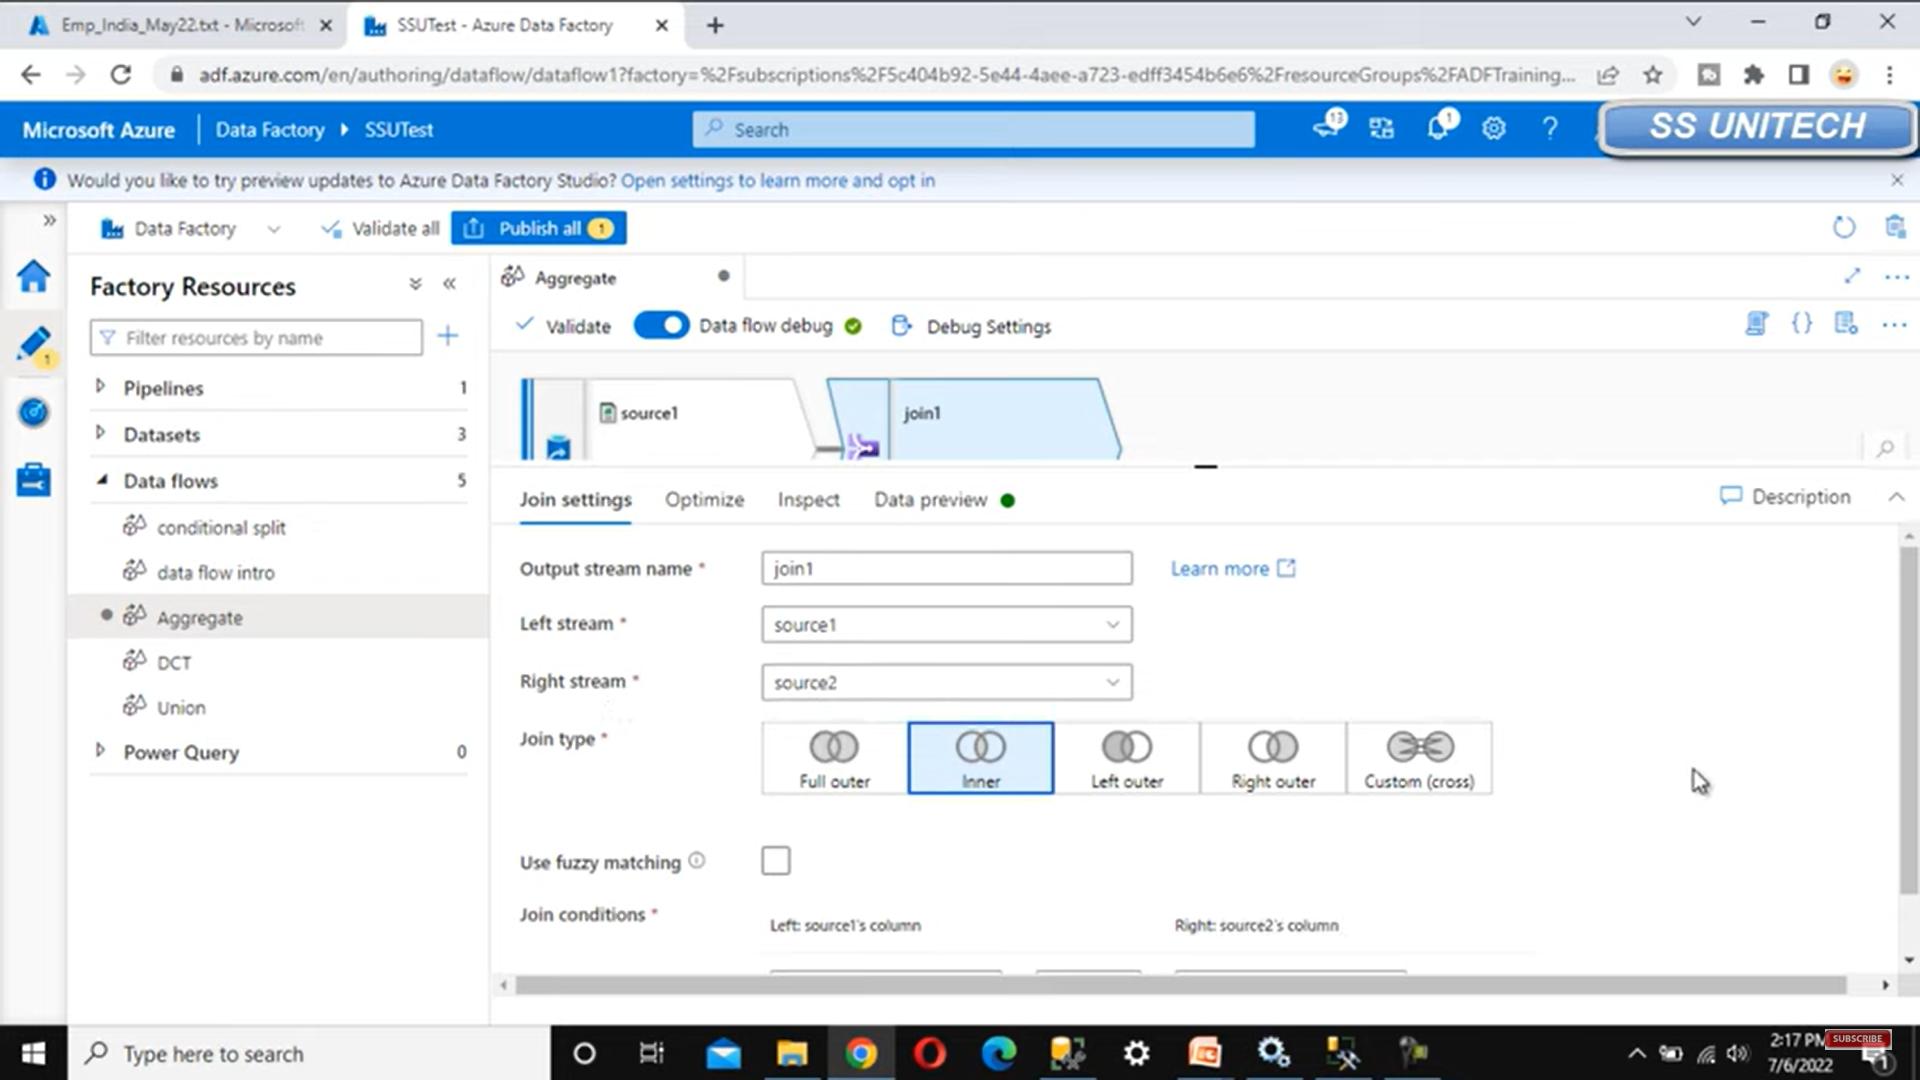 Emp_India_May22.txt - Microsoft
SSUTest - Azure Data Factory
adf.azure.com/en/authoring/dataflow/dataflow1?factory=%2Fsubscriptions%2F5c404b92-5e44-4aee-a723-edff3454b6e6%2FresourceGroups%2FADFTraining...
Microsoft Azure
Data Factory
SSUTest
Search
13
1
SS UNITECH
Would you like to try preview updates to Azure Data Factory Studio? Open settings to learn more and opt in
Data Factory
Validate all
Publish all 1
Factory Resources
Aggregate
Filter resources by name
Validate
Data flow debug
Debug Settings
1
Pipelines 1
Datasets 3
Data flows 5
conditional split
data flow intro
Aggregate
DCT
Union
Power Query 0
source1
join1
Join settings
Optimize
Inspect
Data preview
Description
Output stream name *
join1
Learn more
Left stream *
source1
Right stream *
source2
Join type *
Full outer
Inner
Left outer
Right outer
Custom (cross)
Use fuzzy matching
Join conditions *
Left: source1's column
Right: source2's column
Type here to search
2:17 PM
SUBSCRIBE
7/6/2022
1